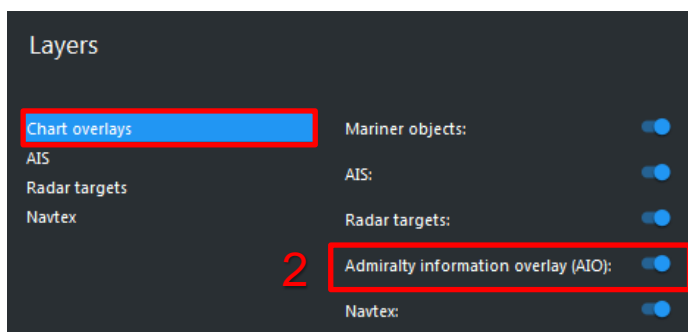 Layers
Chart overlays
AIS
Radar targets
Navtex
Mariner objects:
AIS:
Radar targets:
2
Admiralty information overlay (AIO):
Navtex: